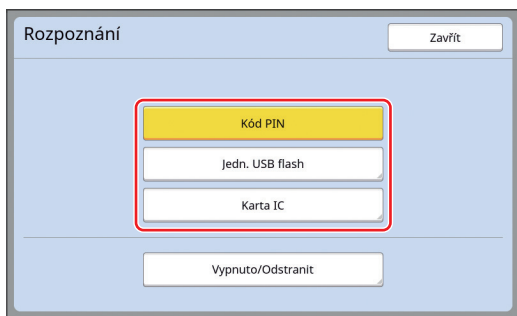 Rozpoznání
Zavřít
Kód PIN
Jedn. USB flash
Karta IC
Vypnuto/Odstranit